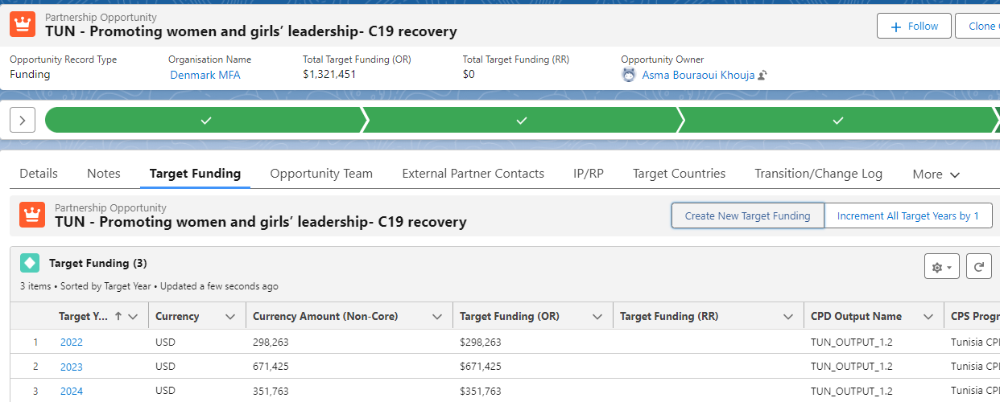 Partnership Opportunity
TUN - Promoting women and girls’ leadership- C19 recovery
Follow
Clone
Opportunity Record Type
Organisation Name
Total Target Funding (OR)
Total Target Funding (RR)
Opportunity Owner
Funding
Denmark MFA
$1,321,451
$0
Asma Bouraoui Khouja
Details Notes Target Funding Opportunity Team External Partner Contacts IP/RP Target Countries Transition/Change Log More
Partnership Opportunity
TUN - Promoting women and girls’ leadership- C19 recovery
Create New Target Funding
Increment All Target Years by 1
Target Funding (3)
3 items • Sorted by Target Year • Updated a few seconds ago
Target Y... Currency Currency Amount (Non-Core) Target Funding (OR) Target Funding (RR) CPD Output Name CPS Progr
1 2022 USD 298,263 $298,263 TUN_OUTPUT_1.2 Tunisia CP
2 2023 USD 671,425 $671,425 TUN_OUTPUT_1.2 Tunisia CP
3 2024 USD 351,763 $351,763 TUN_OUTPUT_1.2 Tunisia CP